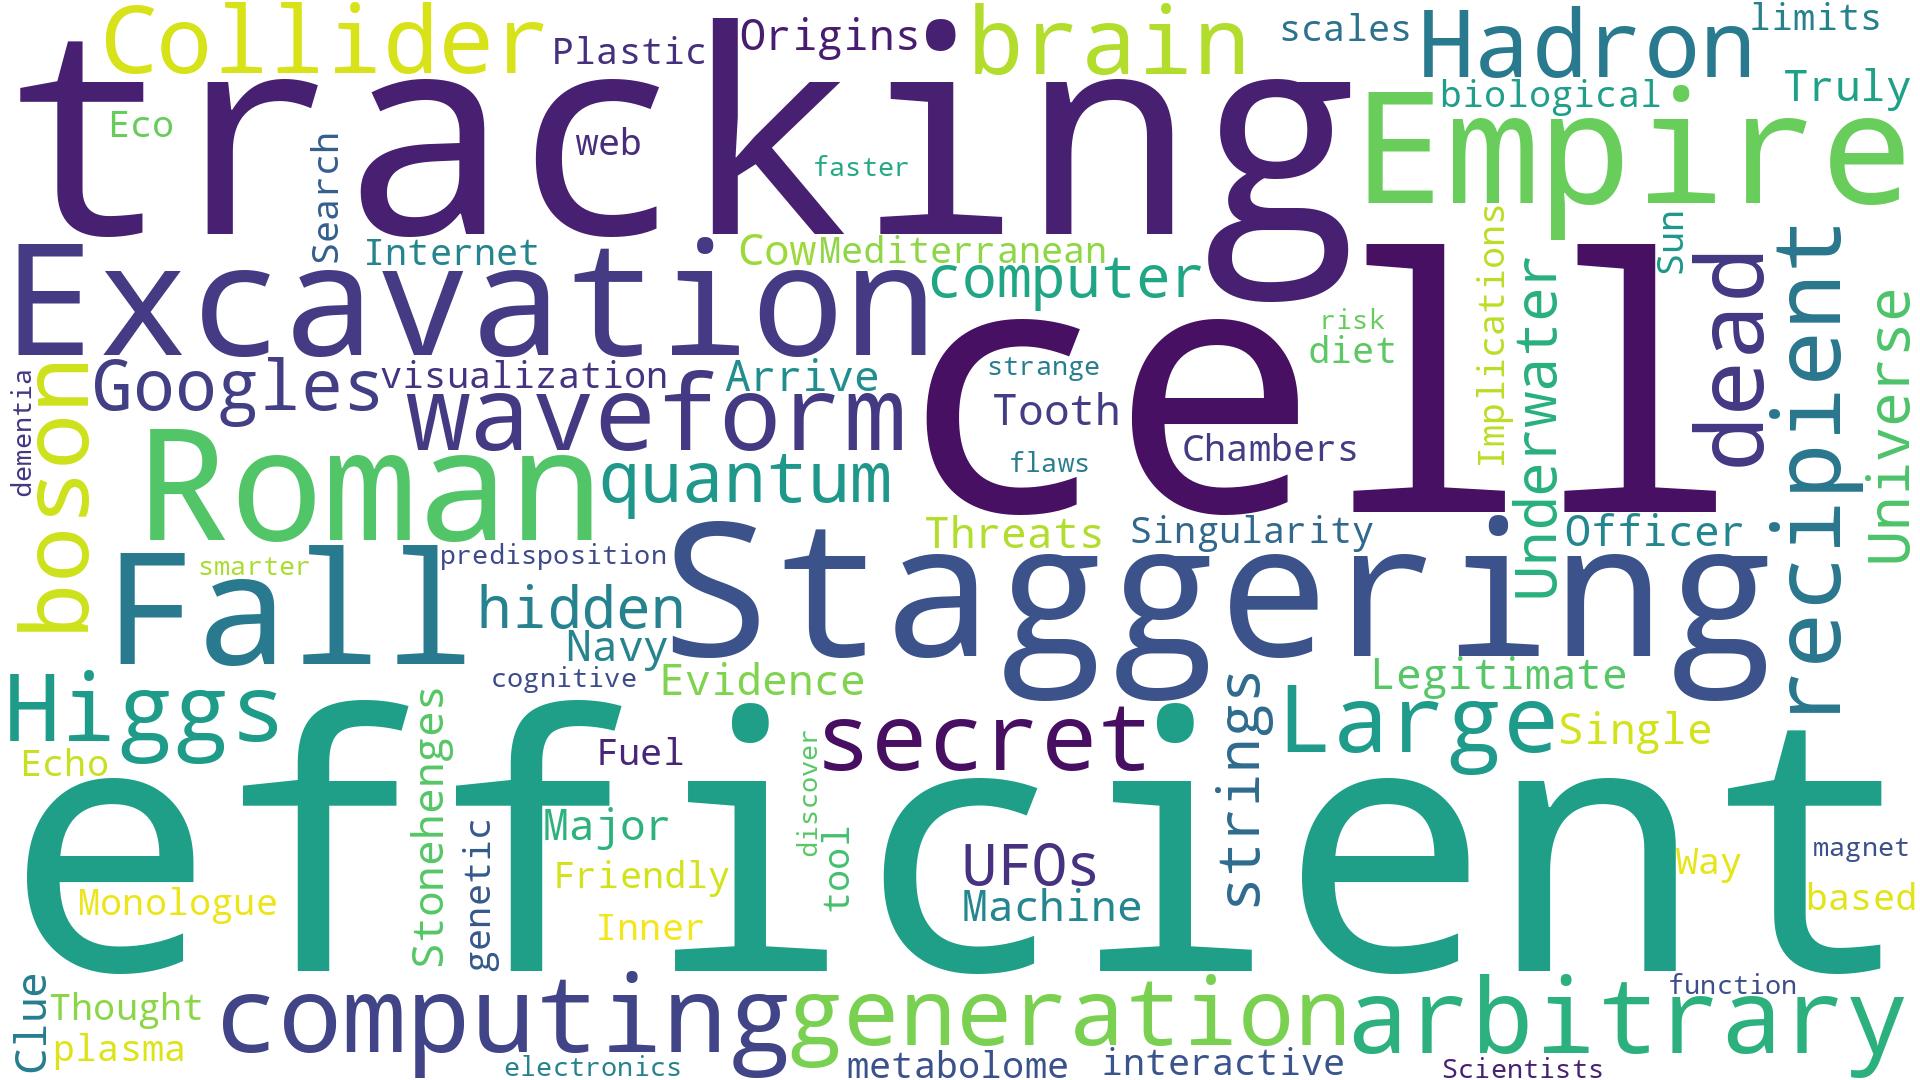 Collider
Plastic
Origins
brain
scales
Hadron
limits
tracking
Eco
Search
web
faster
biological
Truly
Empire
Excavation
Internet
Cow
Mediterranean
computer
cell
Implications
Sun
dead
recipient
Universe
risk
diet
Underwater
dementia
boson
Googles
visualization
waveform
Arrive
strange
Tooth
Chambers
flaws
Roman
quantum
Threats
Singularity
Officer
Fall
smarter
predisposition
hidden
Navy
Staggering
cognitive
Evidence
Legitimate
Higgs
Echo
Stonehenges
Fuel
discover
secret
strings
Large
Single
efficient
genetic
Major
Friendly
Inner
tool
UFOs
Machine
Way
magnet
based
Monologue
Clue
Thought
plasma
computing
generation
arbitrary
function
electronics
metabolome
interactive
Scientists